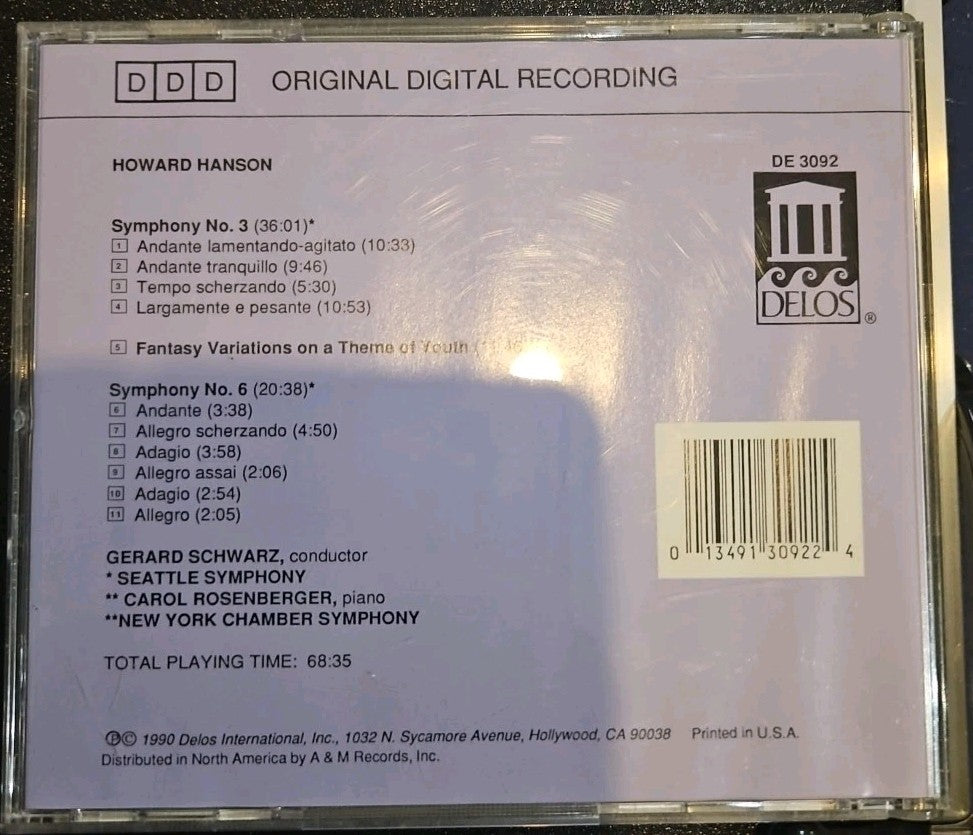 DDD ORIGINAL DIGITAL RECORDING
HOWARD HANSON
DE 3092
DELOS ®
Symphony No. 3 (36:01)*
1 Andante lamentando-agitato (10:33)
2 Andante tranquillo (9:46)
3 Tempo scherzando (5:30)
4 Largamente e pesante (10:53)
5 Fantasy Variations on a Theme of Youth
Symphony No. 6 (20:38)*
6 Andante (3:38)
7 Allegro scherzando (4:50)
8 Adagio (3:58)
9 Allegro assai (2:06)
10 Adagio (2:54)
11 Allegro (2:05)
0 13491 30922 4
GERARD SCHWARZ, conductor
* SEATTLE SYMPHONY
** CAROL ROSENBERGER, piano
**NEW YORK CHAMBER SYMPHONY
TOTAL PLAYING TIME: 68:35
℗© 1990 Delos International, Inc., 1032 N. Sycamore Avenue, Hollywood, CA 90038 Printed in U.S.A.
Distributed in North America by A & M Records, Inc.